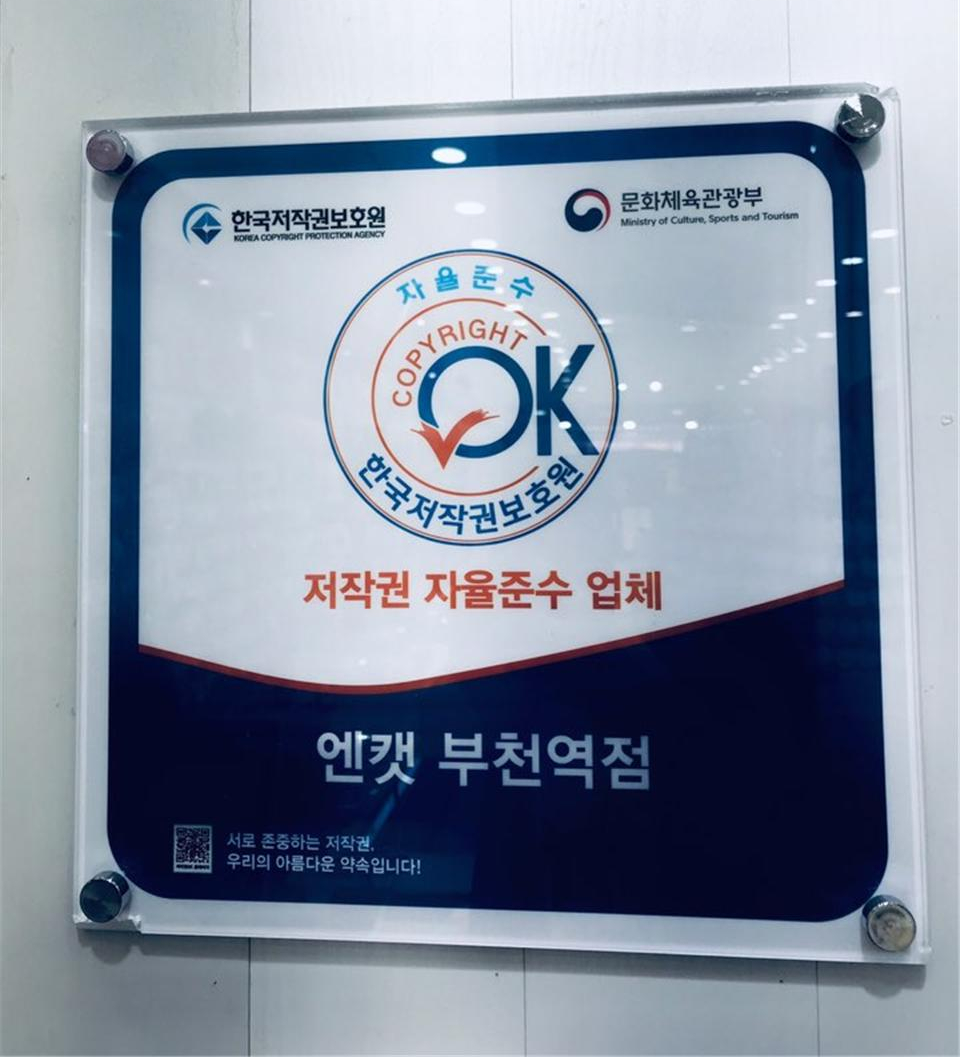 한국저작권보호원
KOREA COPYRIGHT PROTECTION AGENCY
문화체육관광부
Ministry of Culture, Sports and Tourism
자율준수
COPYRIGHT
OK
한국저작권보호원
저작권 자율준수 업체
엔캣 부천역점
서로 존중하는 저작권,
우리의 아름다운 약속입니다!